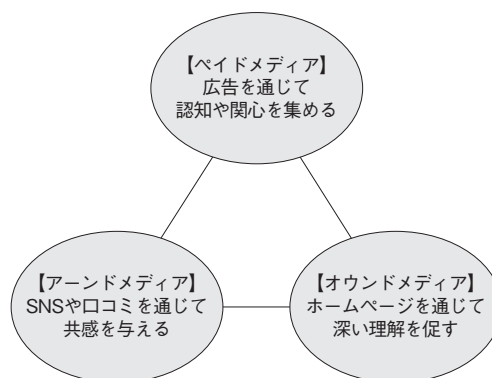 【ペイドメディア】
広告を通じて
認知や関心を集める
【アーンドメディア】
SNSや口コミを通じて
共感を与える
【オウンドメディア】
ホームページを通じて
深い理解を促す